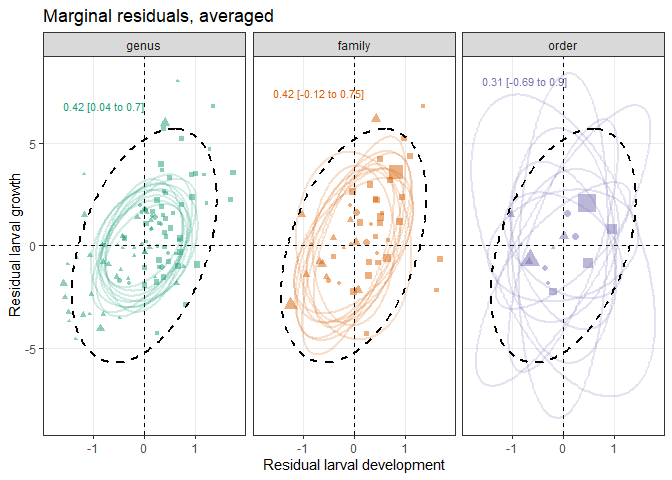 Marginal residuals, averaged
genus
family
order
0.42 [0.04 to 0.7]
0.42 [-0.12 to 0.75]
0.31 [-0.69 to 0.9]
Residual larval growth
5
0
-5
-1
0
1
-1
0
1
-1
0
1
Residual larval development